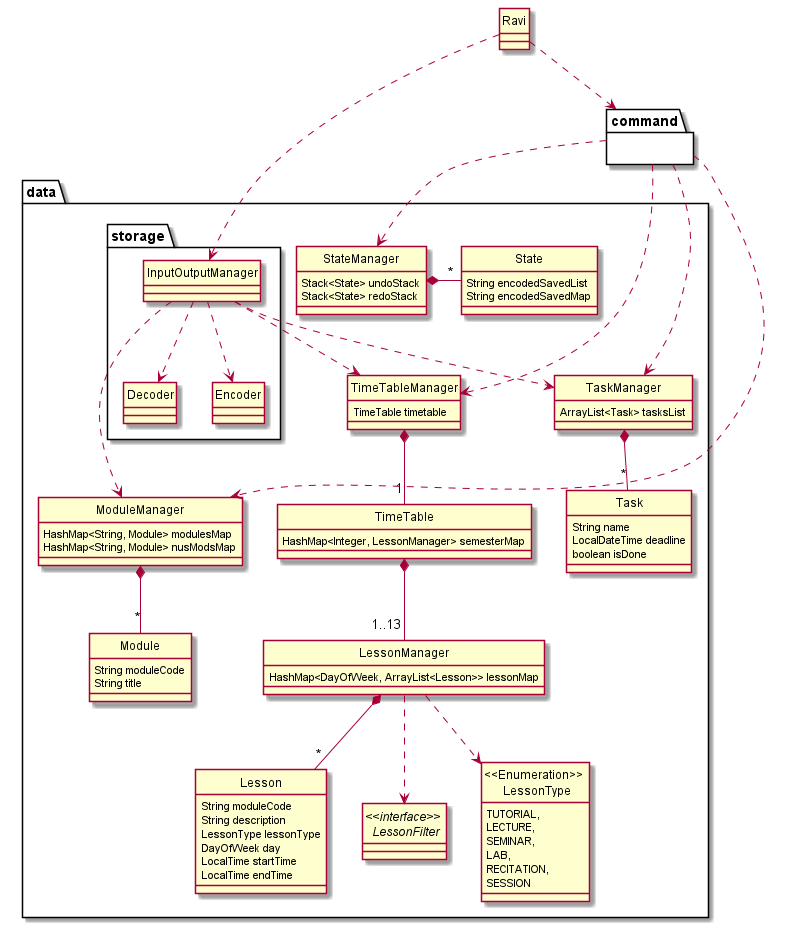 Ravi
command
data
storage
InputOutputManager
StateManager
Stack<State> undoStack
Stack<State> redoStack
*
State
String encodedSavedList
String encodedSavedMap
Decoder
Encoder
TimeTableManager
TimeTable timetable
TaskManager
ArrayList<Task> tasksList
1
*
ModuleManager
HashMap<String, Module> modulesMap
HashMap<String, Module> nusModsMap
TimeTable
HashMap<Integer, LessonManager> semesterMap
Task
String name
LocalDateTime deadline
boolean isDone
*
1..13
Module
String moduleCode
String title
LessonManager
HashMap<DayOfWeek, ArrayList<Lesson>> lessonMap
*
Lesson
String moduleCode
String description
LessonType lessonType
DayOfWeek day
LocalTime startTime
LocalTime endTime
<<interface>>
LessonFilter
<<Enumeration>>
LessonType
TUTORIAL,
LECTURE,
SEMINAR,
LAB,
RECITATION,
SESSION